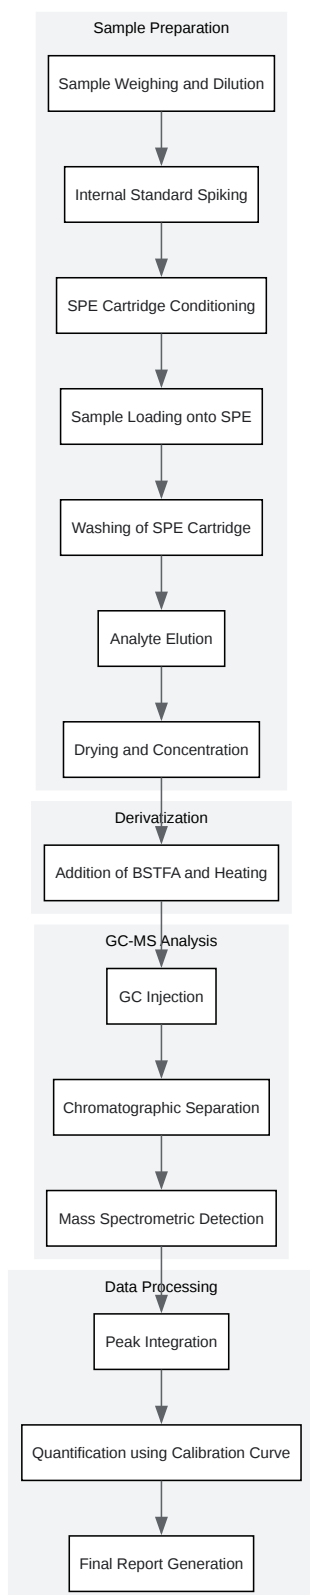 Sample Preparation
Sample Weighing and Dilution
Internal Standard Spiking
SPE Cartridge Conditioning
Sample Loading onto SPE
Washing of SPE Cartridge
Analyte Elution
Drying and Concentration
Derivatization
Addition of BSTFA and Heating
GC-MS Analysis
GC Injection
Chromatographic Separation
Mass Spectrometric Detection
Data Processing
Peak Integration
Quantification using Calibration Curve
Final Report Generation